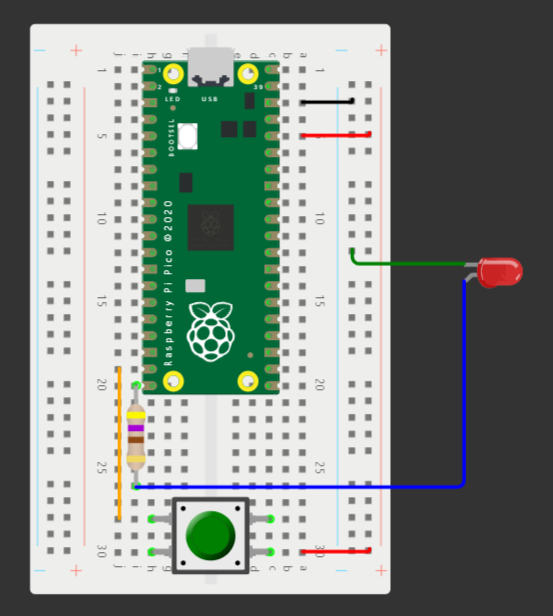 − + j i h g f e d c b a − +
1 1
1
2 39
LED USB
BOOTSEL
5 5
10 10
Raspberry Pi Pico ©2020
15 15
20 20
25 25
30 30
− + j i h d c b a − +